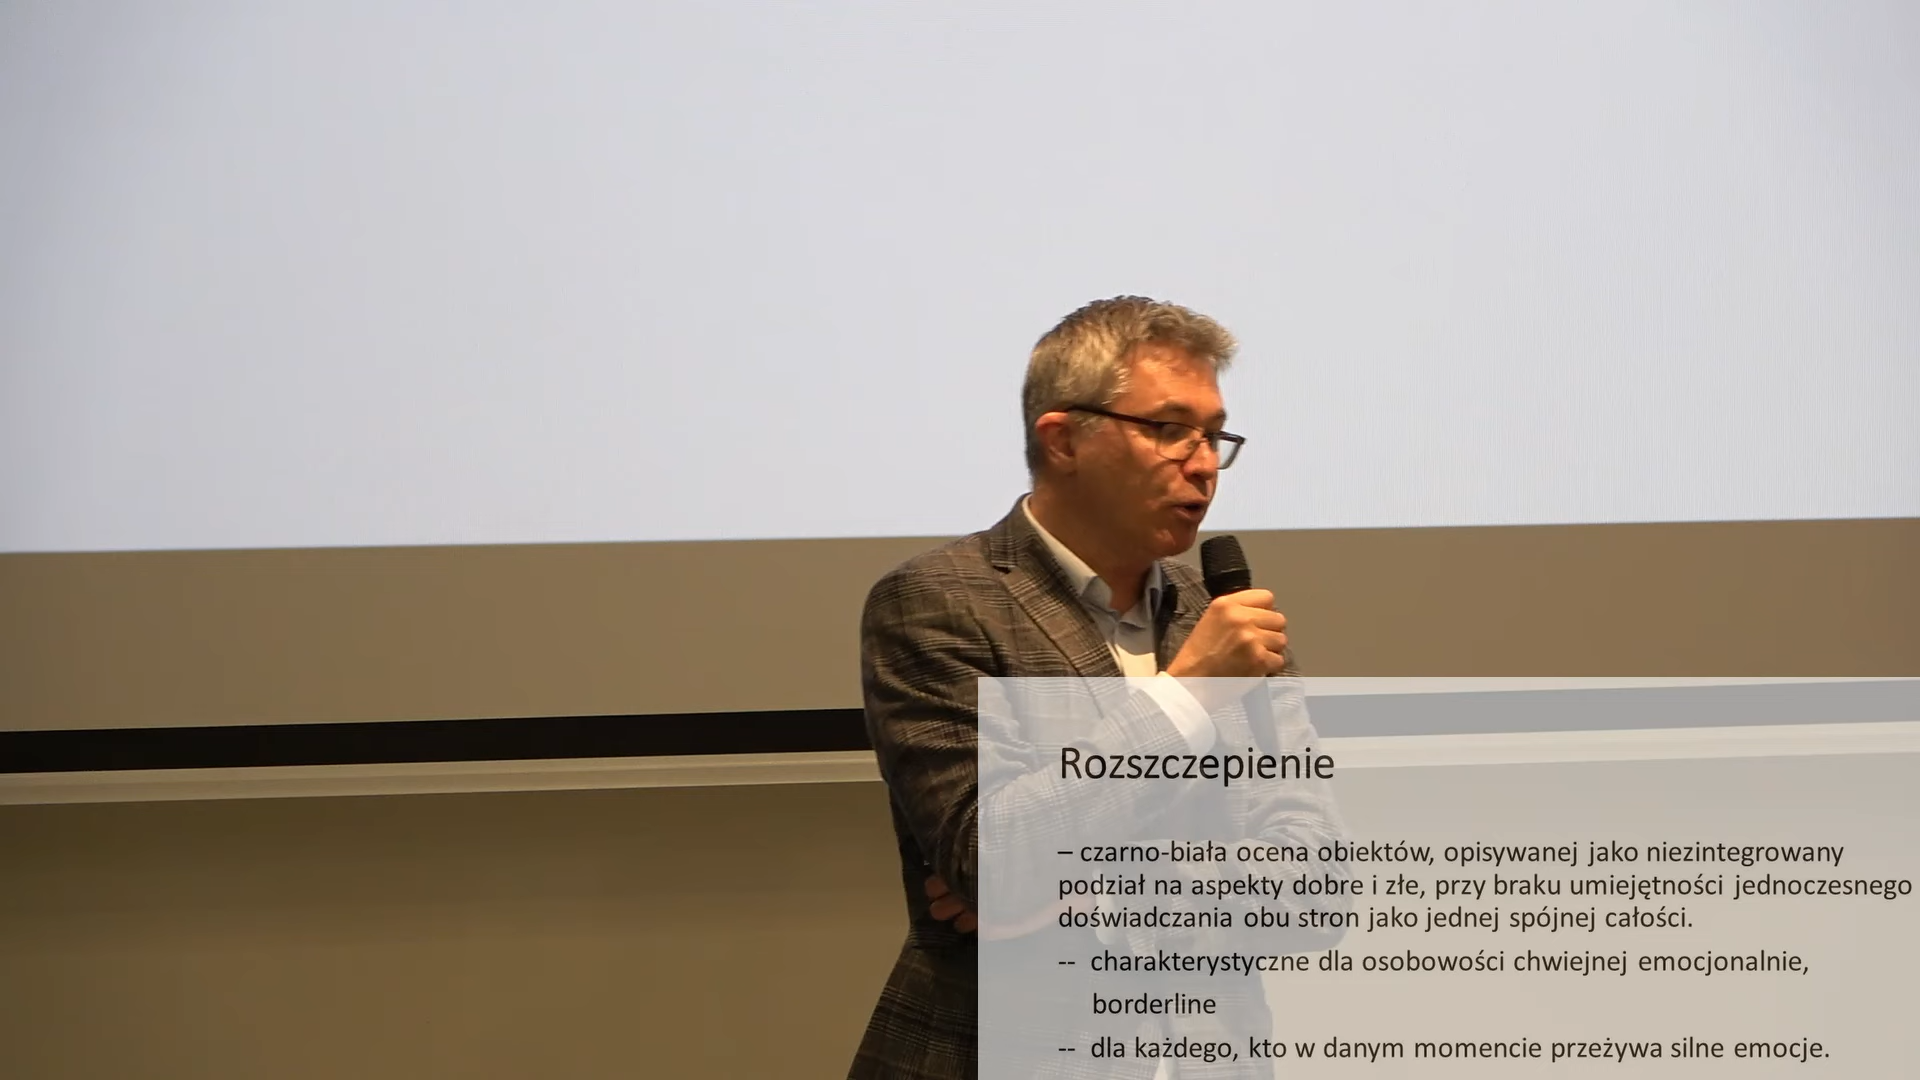 Rozszczepienie
– czarno-biała ocena obiektów, opisywanej jako niezintegrowany
podział na aspekty dobre i złe, przy braku umiejętności jednoczesnego
doświadczania obu stron jako jednej spójnej całości.
-- charakterystyczne dla osobowości chwiejnej emocjonalnie,
borderline
-- dla każdego, kto w danym momencie przeżywa silne emocje.